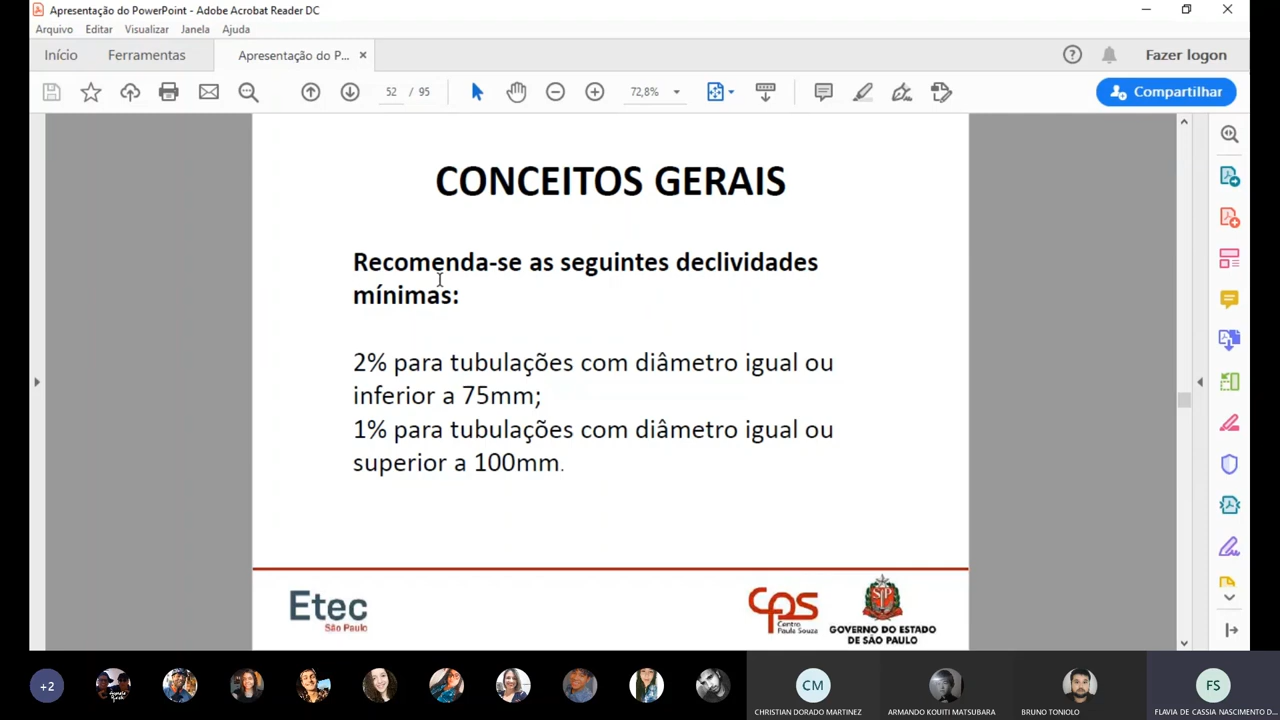 Apresentação do PowerPoint - Adobe Acrobat Reader DC
Arquivo Editar Visualizar Janela Ajuda
Início Ferramentas Apresentação do P... × Fazer logon
52 / 95 72,8% Compartilhar
CONCEITOS GERAIS
Recomenda-se as seguintes declividades
mínimas:
2% para tubulações com diâmetro igual ou
inferior a 75mm;
1% para tubulações com diâmetro igual ou
superior a 100mm.
Etec
São Paulo
CPS
Centro
Paula Souza
GOVERNO DO ESTADO
DE SÃO PAULO
+2 CM FS
CHRISTIAN DORADO MARTINEZ ARMANDO KOUITI MATSUBARA BRUNO TONIOLO FLAVIA DE CASSIA NASCIMENTO D...